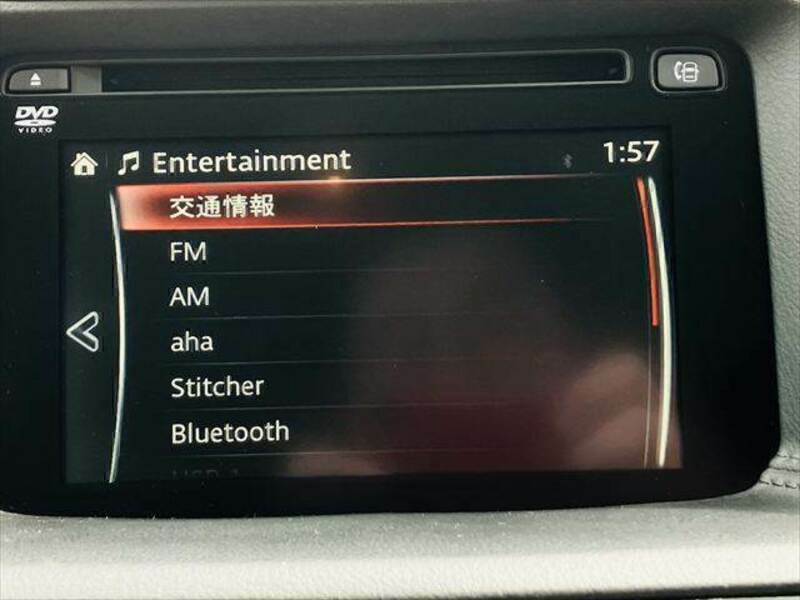 DVD
VIDEO
Entertainment
1:57
交通情報
FM
AM
aha
Stitcher
Bluetooth